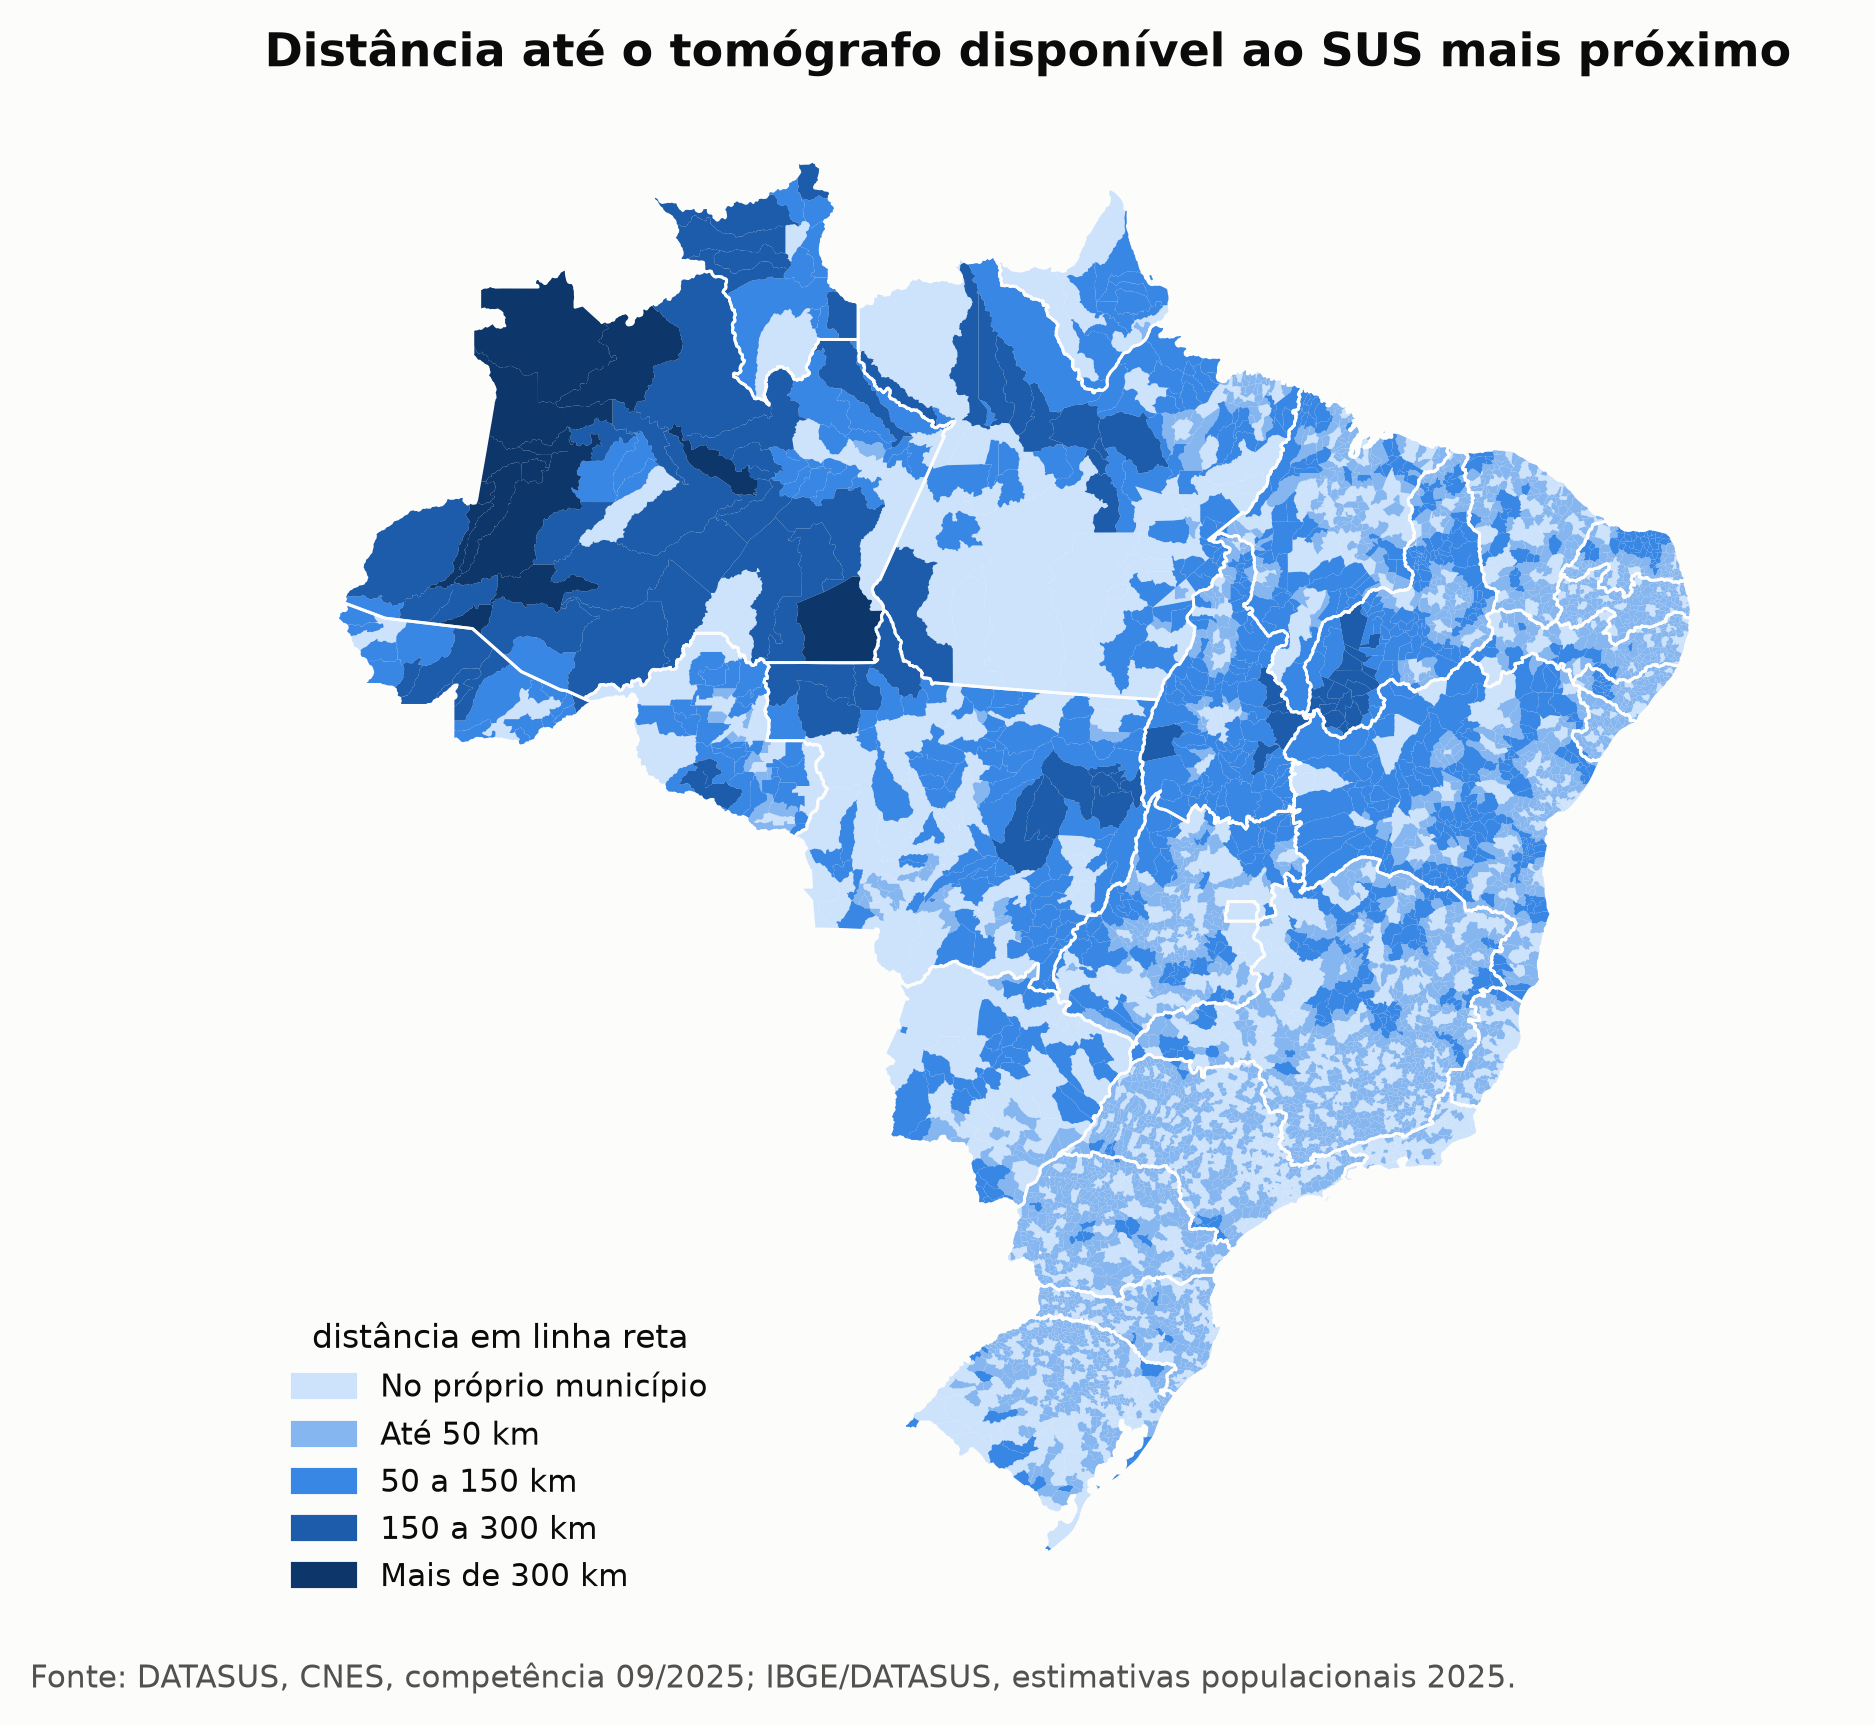 Distância até o tomógrafo disponível ao SUS mais próximo
distância em linha reta
No próprio município
Até 50 km
50 a 150 km
150 a 300 km
Mais de 300 km
Fonte: DATASUS, CNES, competência 09/2025; IBGE/DATASUS, estimativas populacionais 2025.